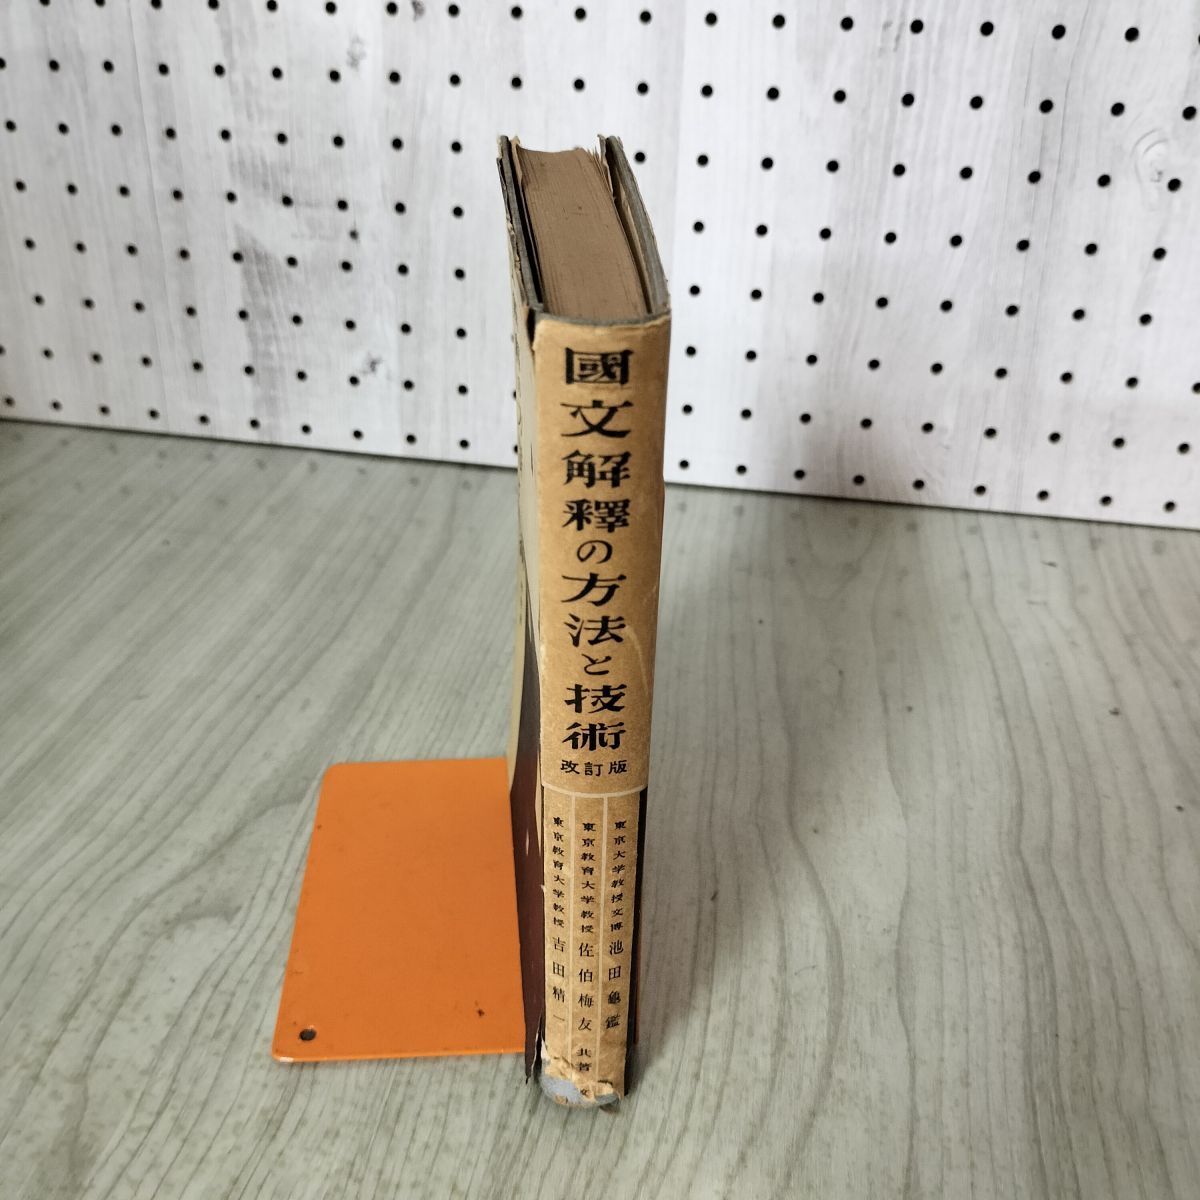 國文解釋の方法と技術
改訂版
東京大学教授文博 池田龜鑑
東京教育大学教授 佐伯梅友 共著
東京教育大学教授 吉田精一